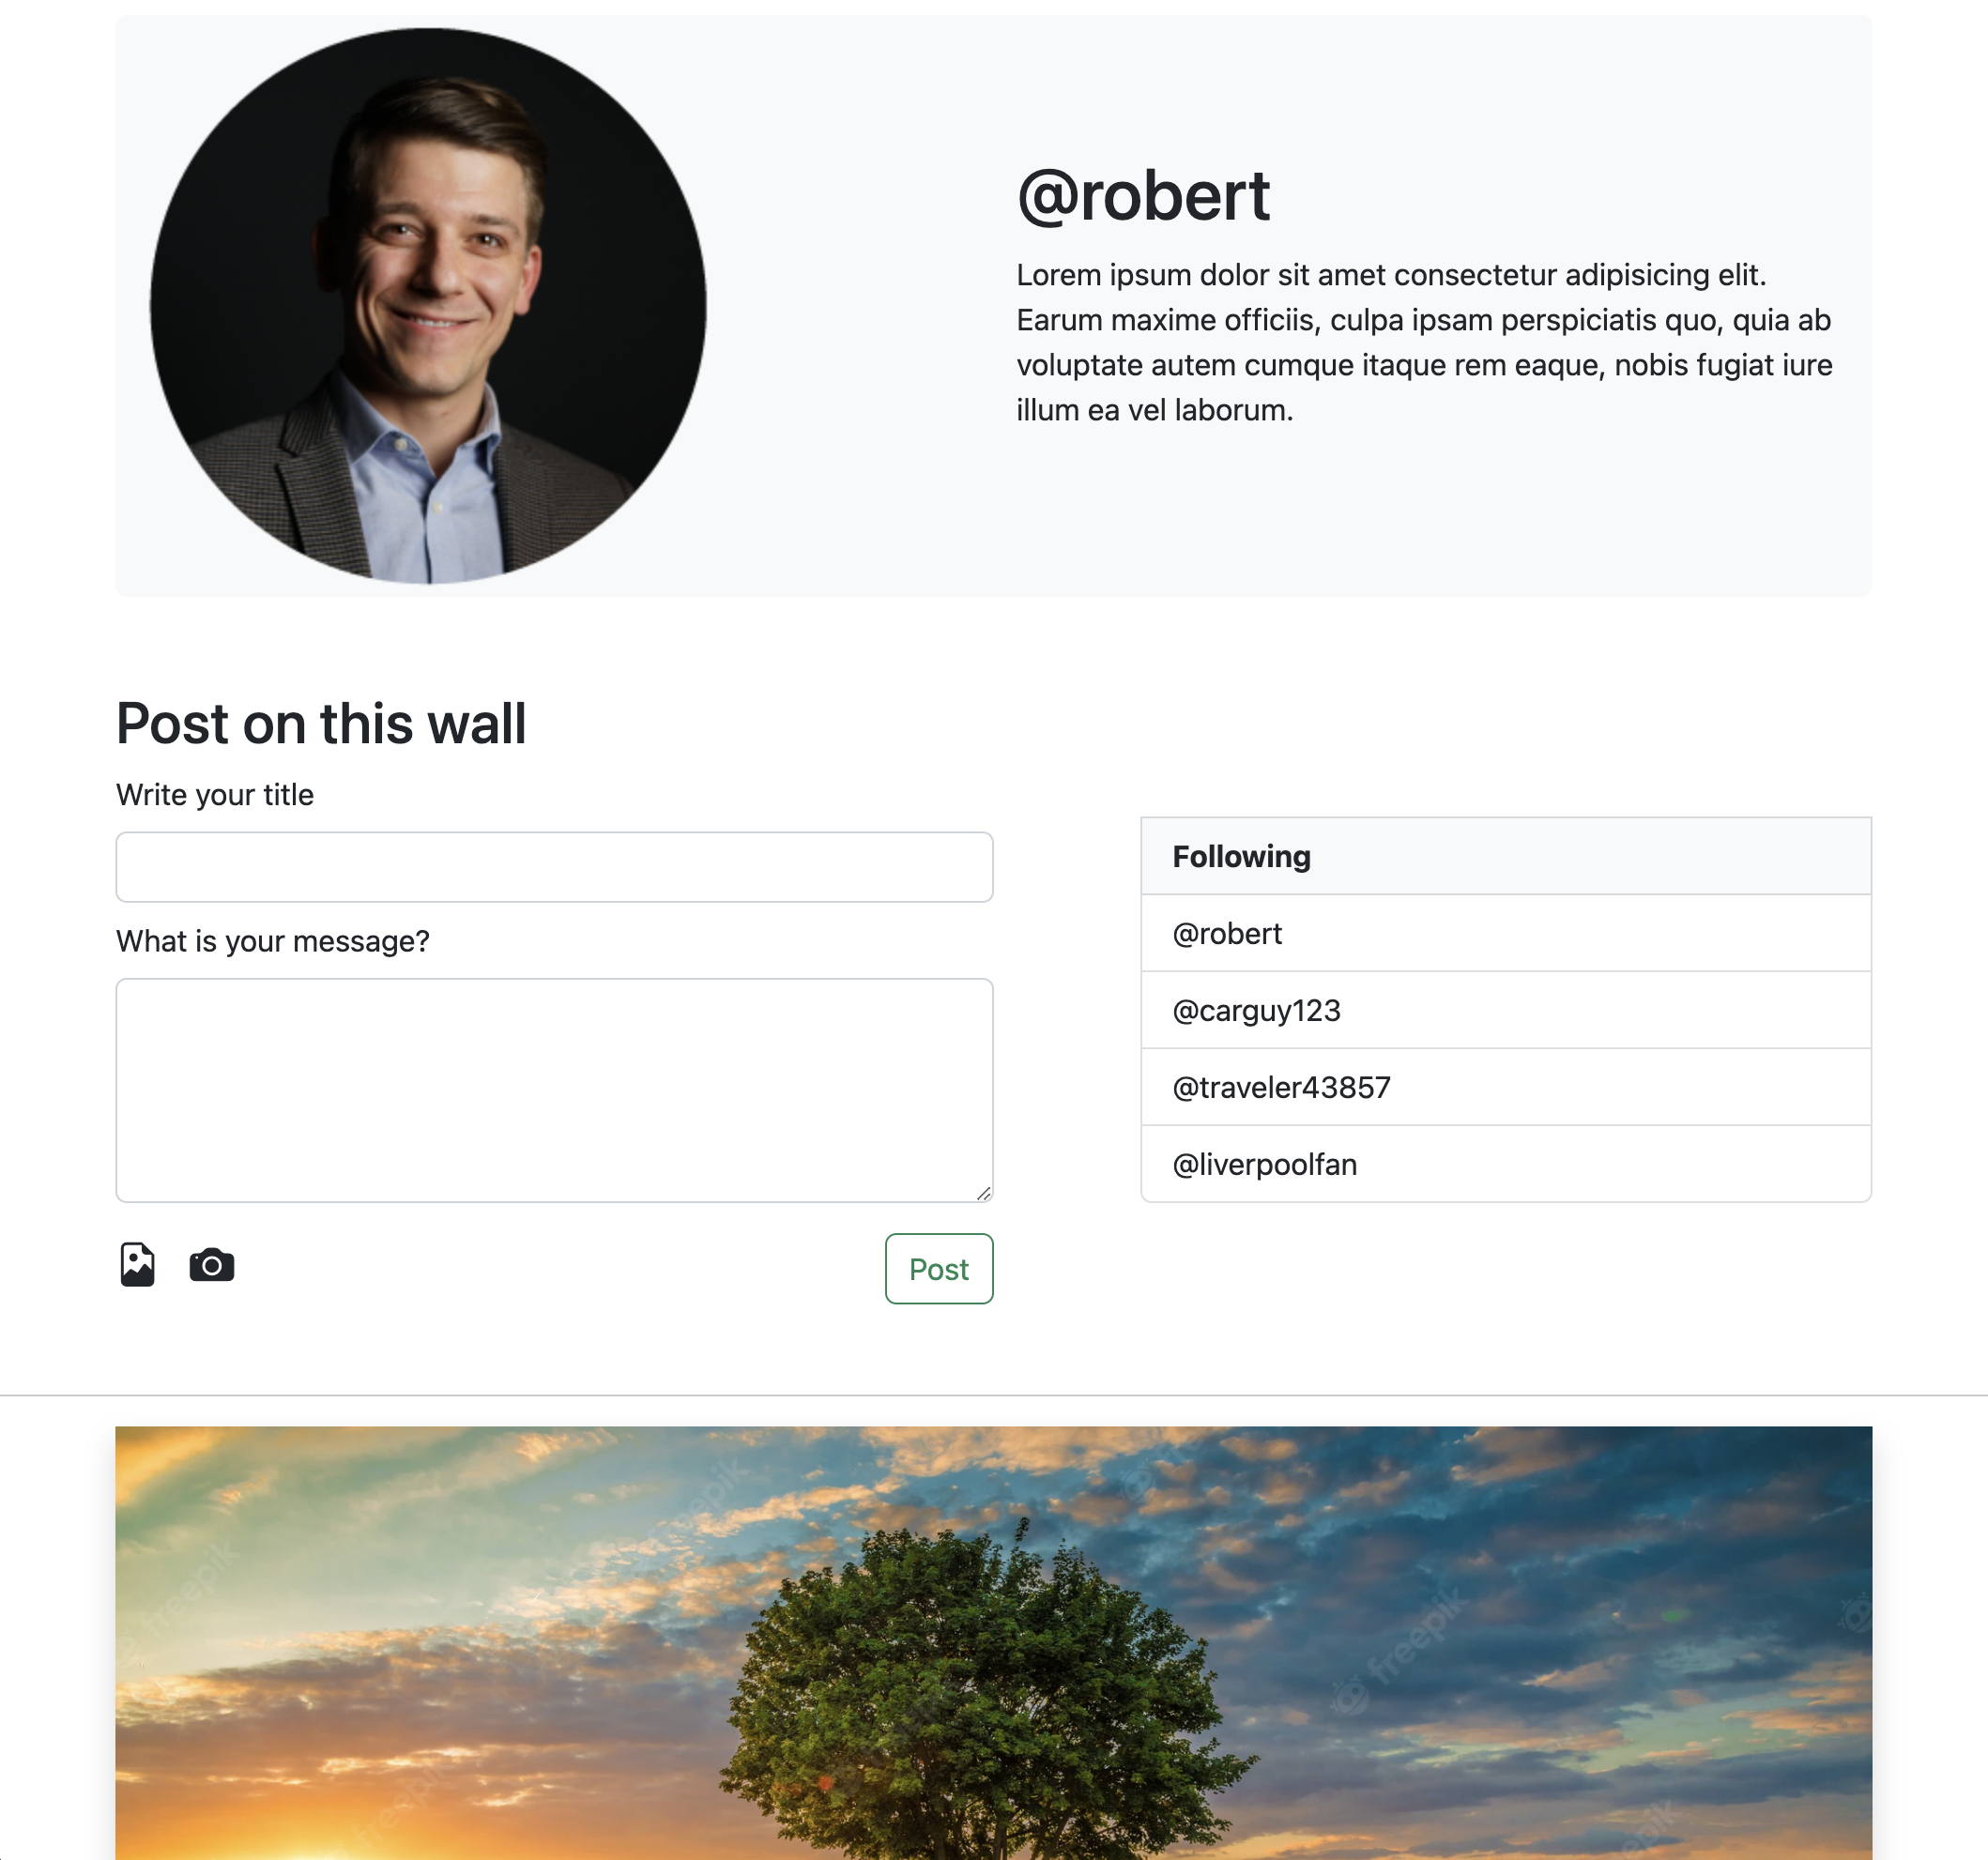 @robert
Lorem ipsum dolor sit amet consectetur adipisicing elit.
Earum maxime officiis, culpa ipsam perspiciatis quo, quia ab
voluptate autem cumque itaque rem eaque, nobis fugiat iure
illum ea vel laborum.
Post on this wall
Write your title
What is your message?
Post
Following
@robert
@carguy123
@traveler43857
@liverpoolfan
freepik
freepik
freepik
freepik
freepik